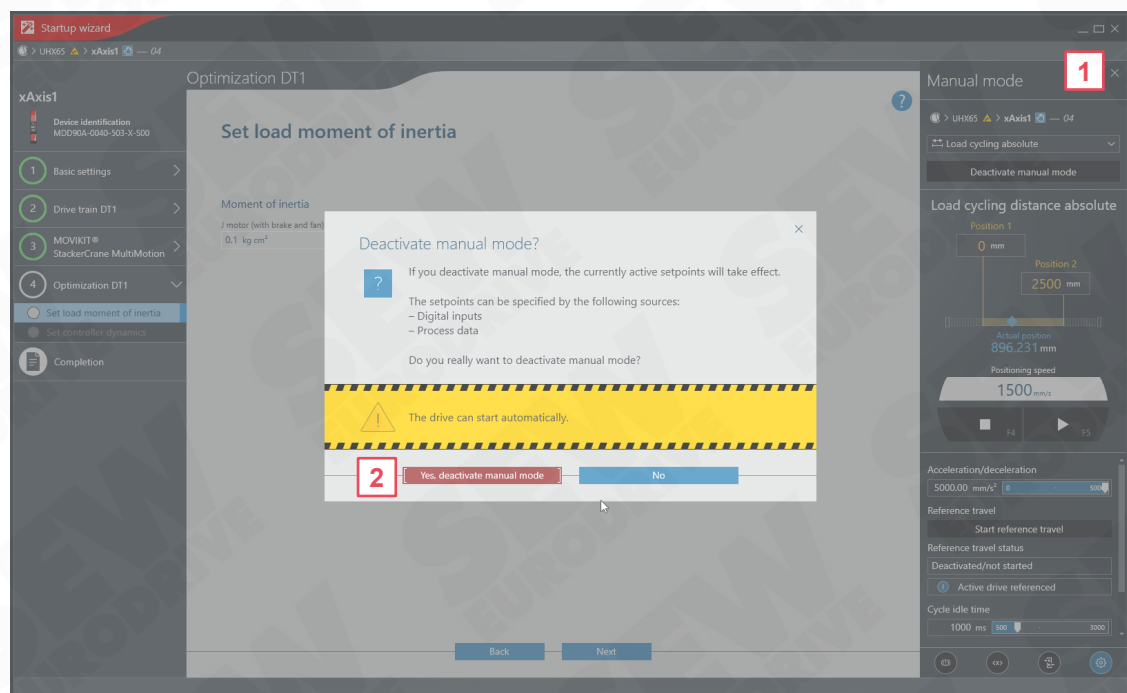 Startup wizard
> UHX65 > xAxis1 — 04
xAxis1
Device identification
MDD90A-0040-503-X-S00
1 Basic settings
2 Drive train DT1
3 MOVIKIT®
StackerCrane MultiMotion
4 Optimization DT1
Set load moment of inertia
Set controller dynamics
Completion
Optimization DT1
?
Set load moment of inertia
Moment of inertia
J motor (with brake and fan)
0.1 kg cm²
Deactivate manual mode?
?
If you deactivate manual mode, the currently active setpoints will take effect.
The setpoints can be specified by the following sources:
– Digital inputs
– Process data
Do you really want to deactivate manual mode?
The drive can start automatically.
2
Yes, deactivate manual mode
No
Back
Next
Manual mode
1
> UHX65 > xAxis1 — 04
Load cycling absolute
Deactivate manual mode
Load cycling distance absolute
Position 1
0 mm
Position 2
2500 mm
Actual position
896.231 mm
Positioning speed
1500 mm/s
F4
F5
Acceleration/deceleration
5000.00 mm/s² 0
Reference travel
Start reference travel
Reference travel status
Deactivated/not started
Active drive referenced
Cycle idle time
1000 ms 500 3000
SEW
EURODRIVE